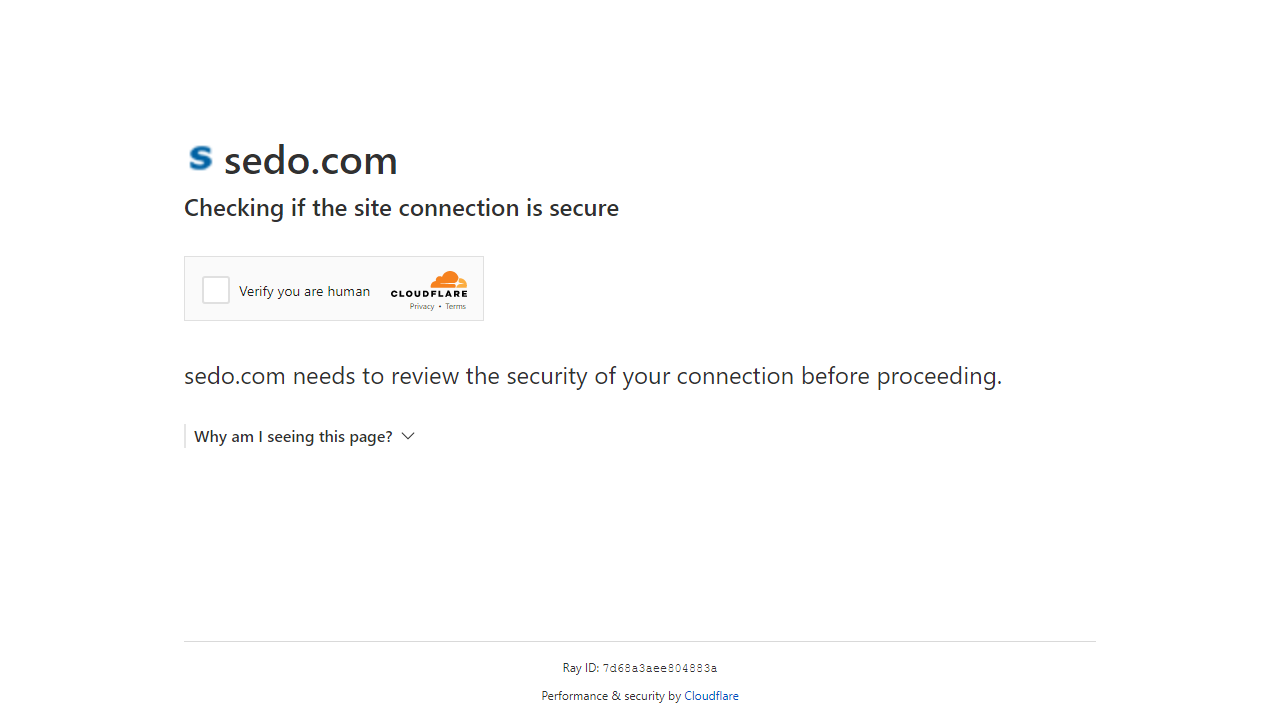 sedo.com
Checking if the site connection is secure
Verify you are human
CLOUDFLARE
Privacy • Terms
sedo.com needs to review the security of your connection before proceeding.
Why am I seeing this page?
Ray ID: 7d68a3aee804883a
Performance & security by Cloudflare